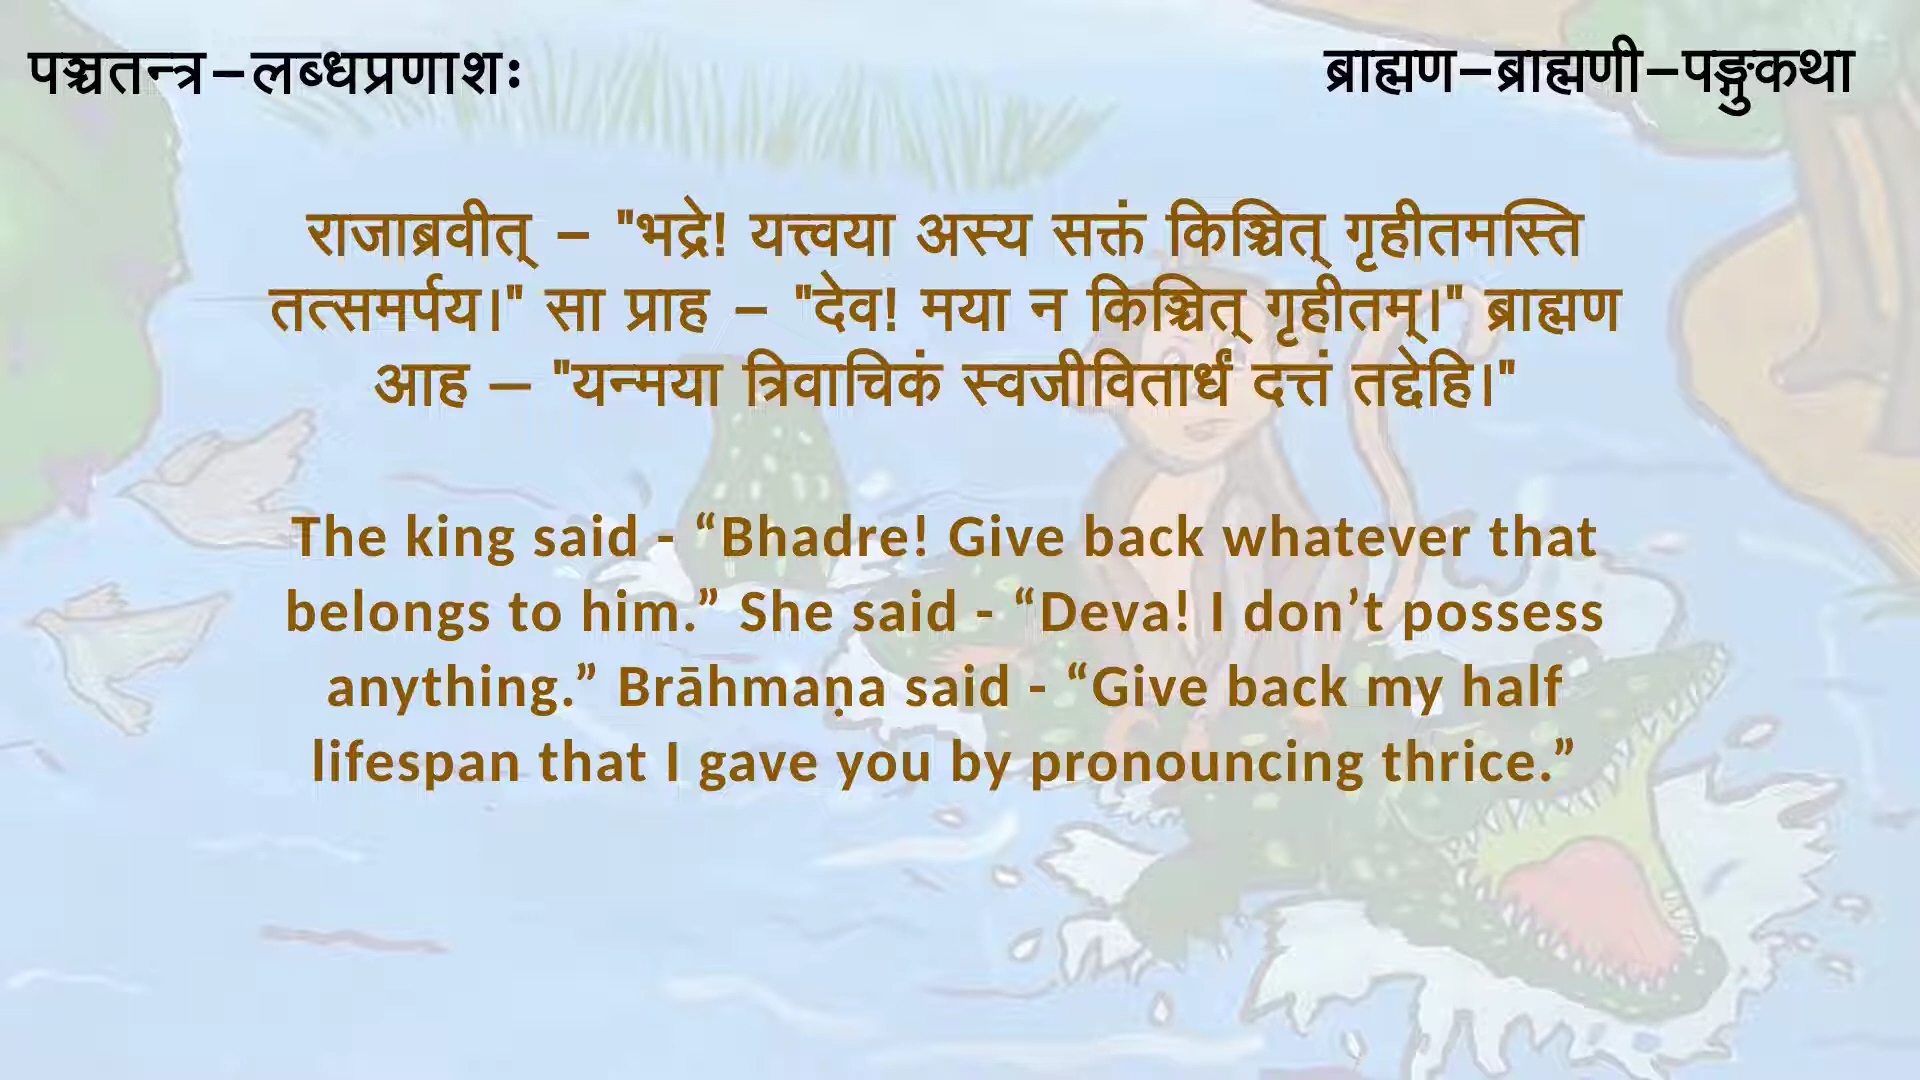 पञ्चतन्त्र–लब्धप्रणाशः
ब्राह्मण–ब्राह्मणी–पङ्गुकथा
राजाब्रवीत् – "भद्रे! यत्त्वया अस्य सक्तं किञ्चित् गृहीतमस्ति
तत्समर्पय।" सा प्राह – "देव! मया न किञ्चित् गृहीतम्।" ब्राह्मण
आह – "यन्मया त्रिवाचिकं स्वजीवितार्धं दत्तं तद्देहि।"
The king said - “Bhadre! Give back whatever that
belongs to him.” She said - “Deva! I don’t possess
anything.” Brāhmaṇa said - “Give back my half
lifespan that I gave you by pronouncing thrice.”